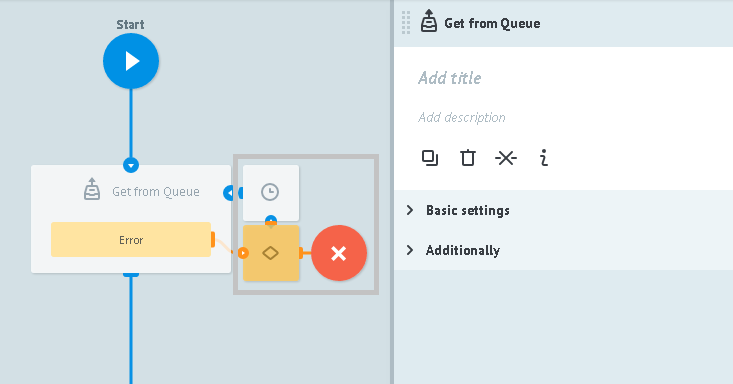 Start
Get from Queue
Error
Get from Queue
Add title
Add description
Basic settings
Additionally